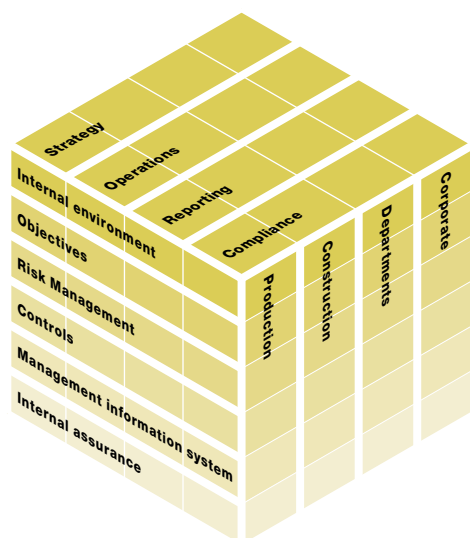 Strategy
Operations
Reporting
Compliance
Internal environment
Objectives
Risk Management
Controls
Management information system
Internal assurance
Production
Construction
Departments
Corporate